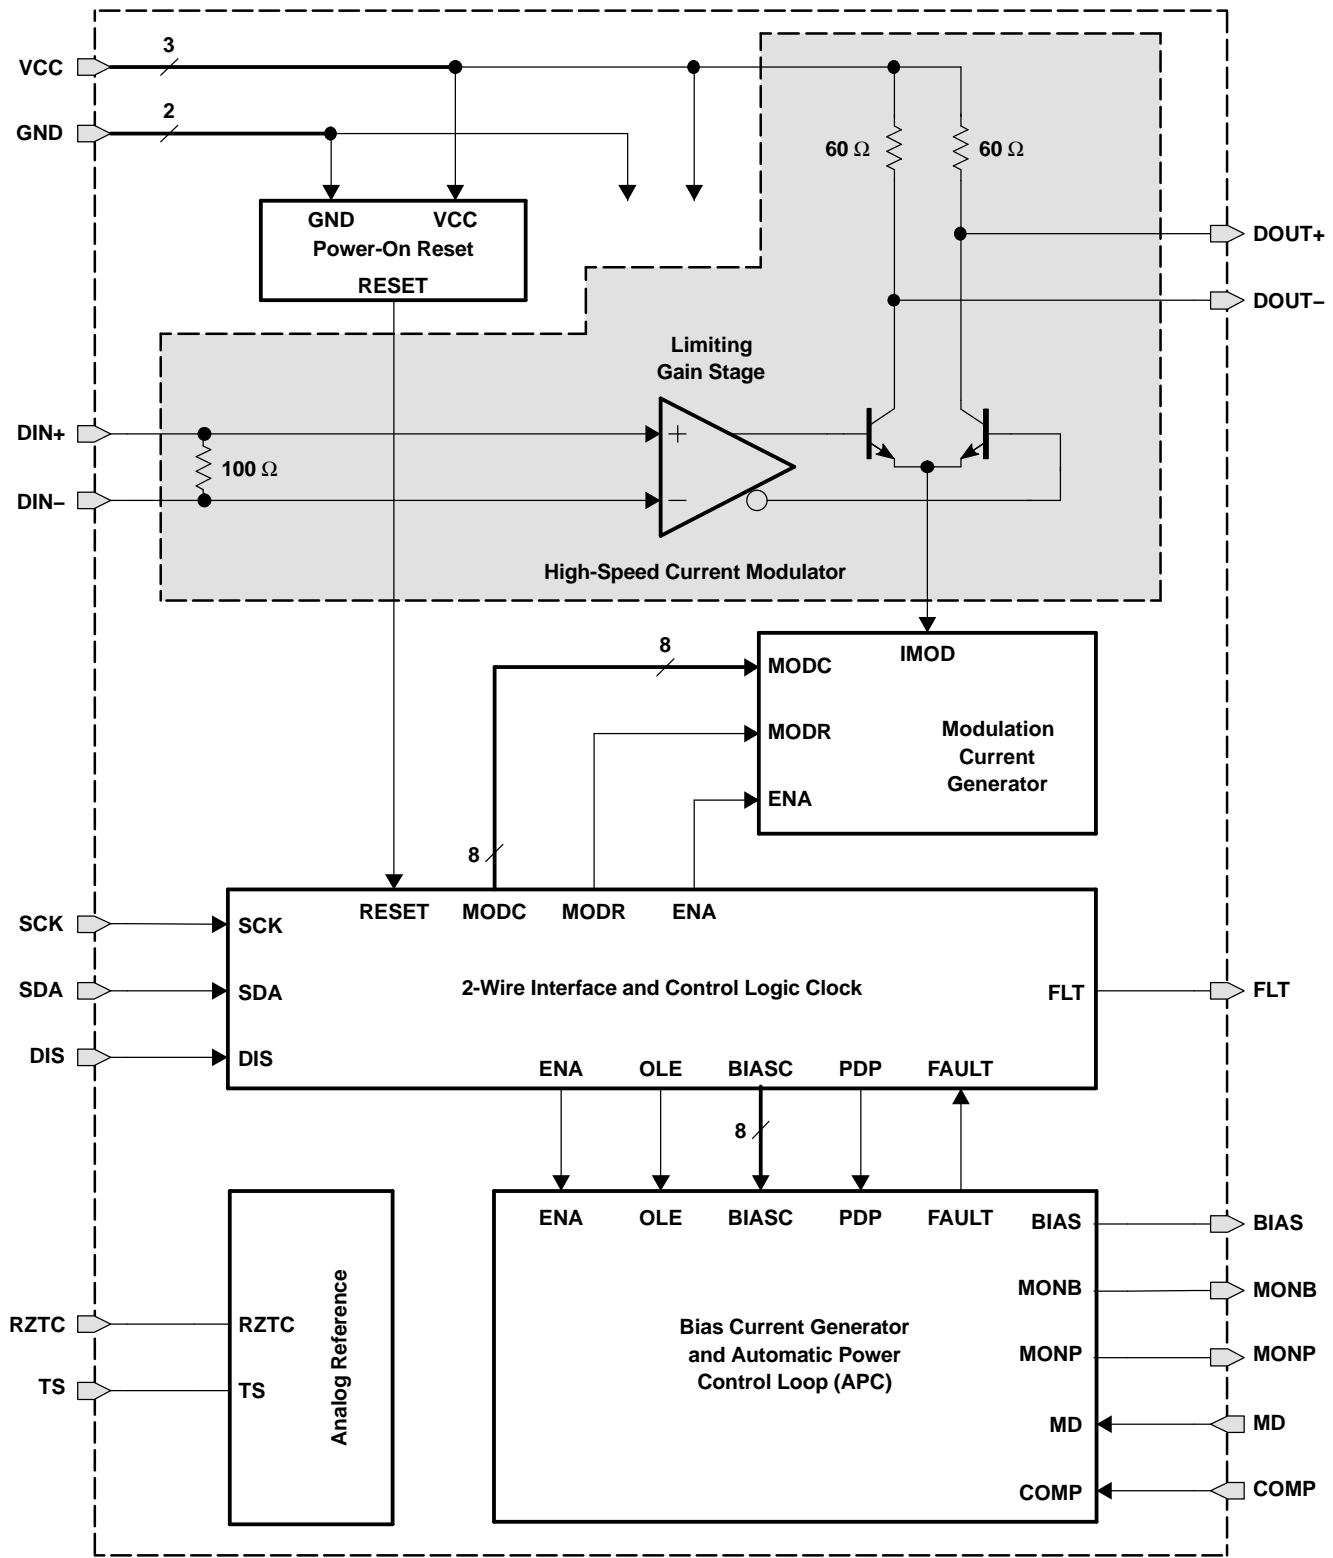 3
VCC
2
GND
60 Ω
60 Ω
GND VCC
Power-On Reset
RESET
DOUT+
DOUT–
Limiting
Gain Stage
DIN+
+
100 Ω
DIN–
–
High-Speed Current Modulator
8
IMOD
MODC
MODR
Modulation
Current
Generator
ENA
8
RESET MODC MODR ENA
SCK
SCK
SDA
SDA
2-Wire Interface and Control Logic Clock
FLT
FLT
DIS
DIS
ENA OLE BIASC PDP FAULT
8
ENA OLE BIASC PDP FAULT
BIAS
BIAS
MONB
MONB
Bias Current Generator
and Automatic Power
Control Loop (APC)
MONP
MONP
MD
MD
COMP
COMP
RZTC
RZTC
TS
TS
Analog Reference